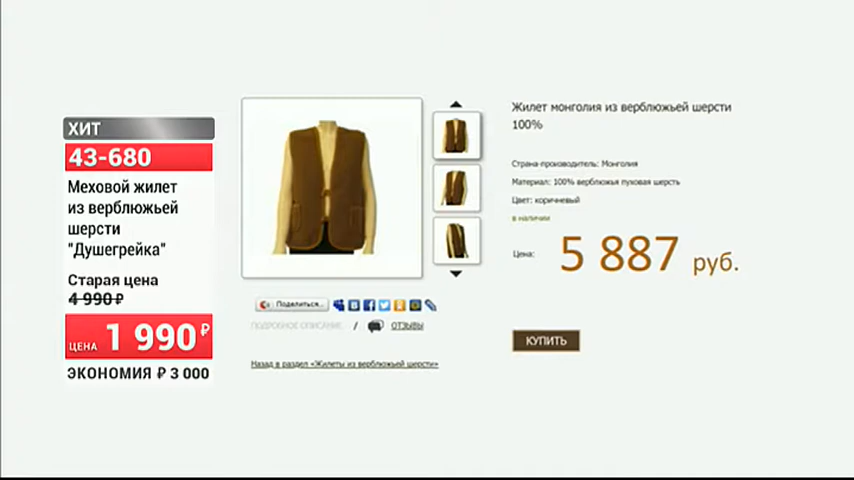 ХИТ
43-680
Меховой жилет
из верблюжьей
шерсти
"Душегрейка"
Старая цена
4 990 ₽
ЦЕНА 1 990 ₽
ЭКОНОМИЯ ₽ 3 000
Поделиться...
ПОДРОБНОЕ ОПИСАНИЕ / ОТЗЫВЫ
Назад в раздел «Жилеты из верблюжьей шерсти»
Жилет монголия из верблюжьей шерсти
100%
Страна-производитель: Монголия
Материал: 100% верблюжья пуховая шерсть
Цвет: коричневый
в наличии
Цена: 5 887 руб.
КУПИТЬ